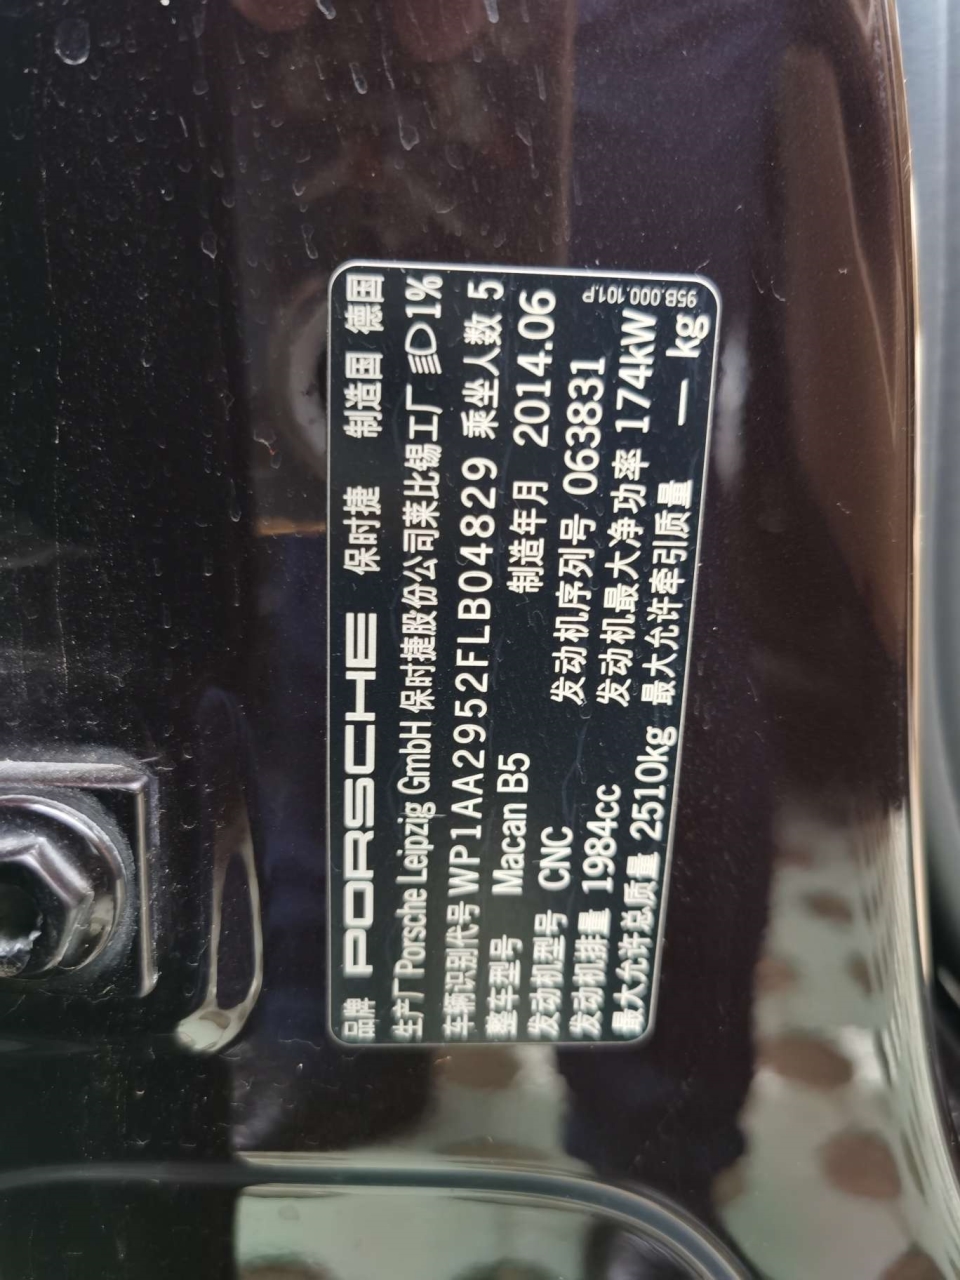 品牌 PORSCHE 保时捷 制造国 德国
生产厂 Porsche Leipzig GmbH 保时捷股份公司莱比锡工厂 1%
车辆识别代号 WP1AA2952FLB04829 乘坐人数 5
整车型号 Macan B5 制造年月 2014.06
发动机型号 CNC 发动机序列号 063831
发动机排量 1984cc 发动机最大净功率 174kW
最大允许总质量 2510kg 最大允许牵引质量 — kg
95B.000.101.P